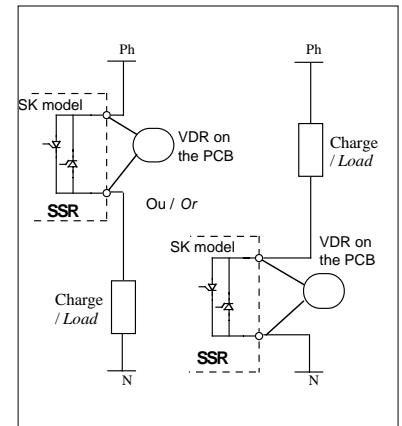 Ph
SK model
VDR on
the PCB
SSR
Ou / Or
Charge
/ Load
N
Ph
Charge
/ Load
SK model
VDR on
the PCB
SSR
N